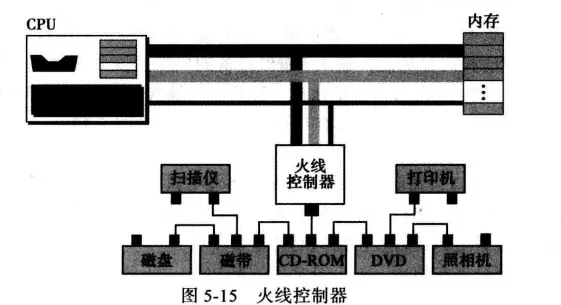 CPU
内存
火线
控制器
扫描仪
打印机
磁盘
磁带
CD-ROM
DVD
照相机
图 5-15 火线控制器